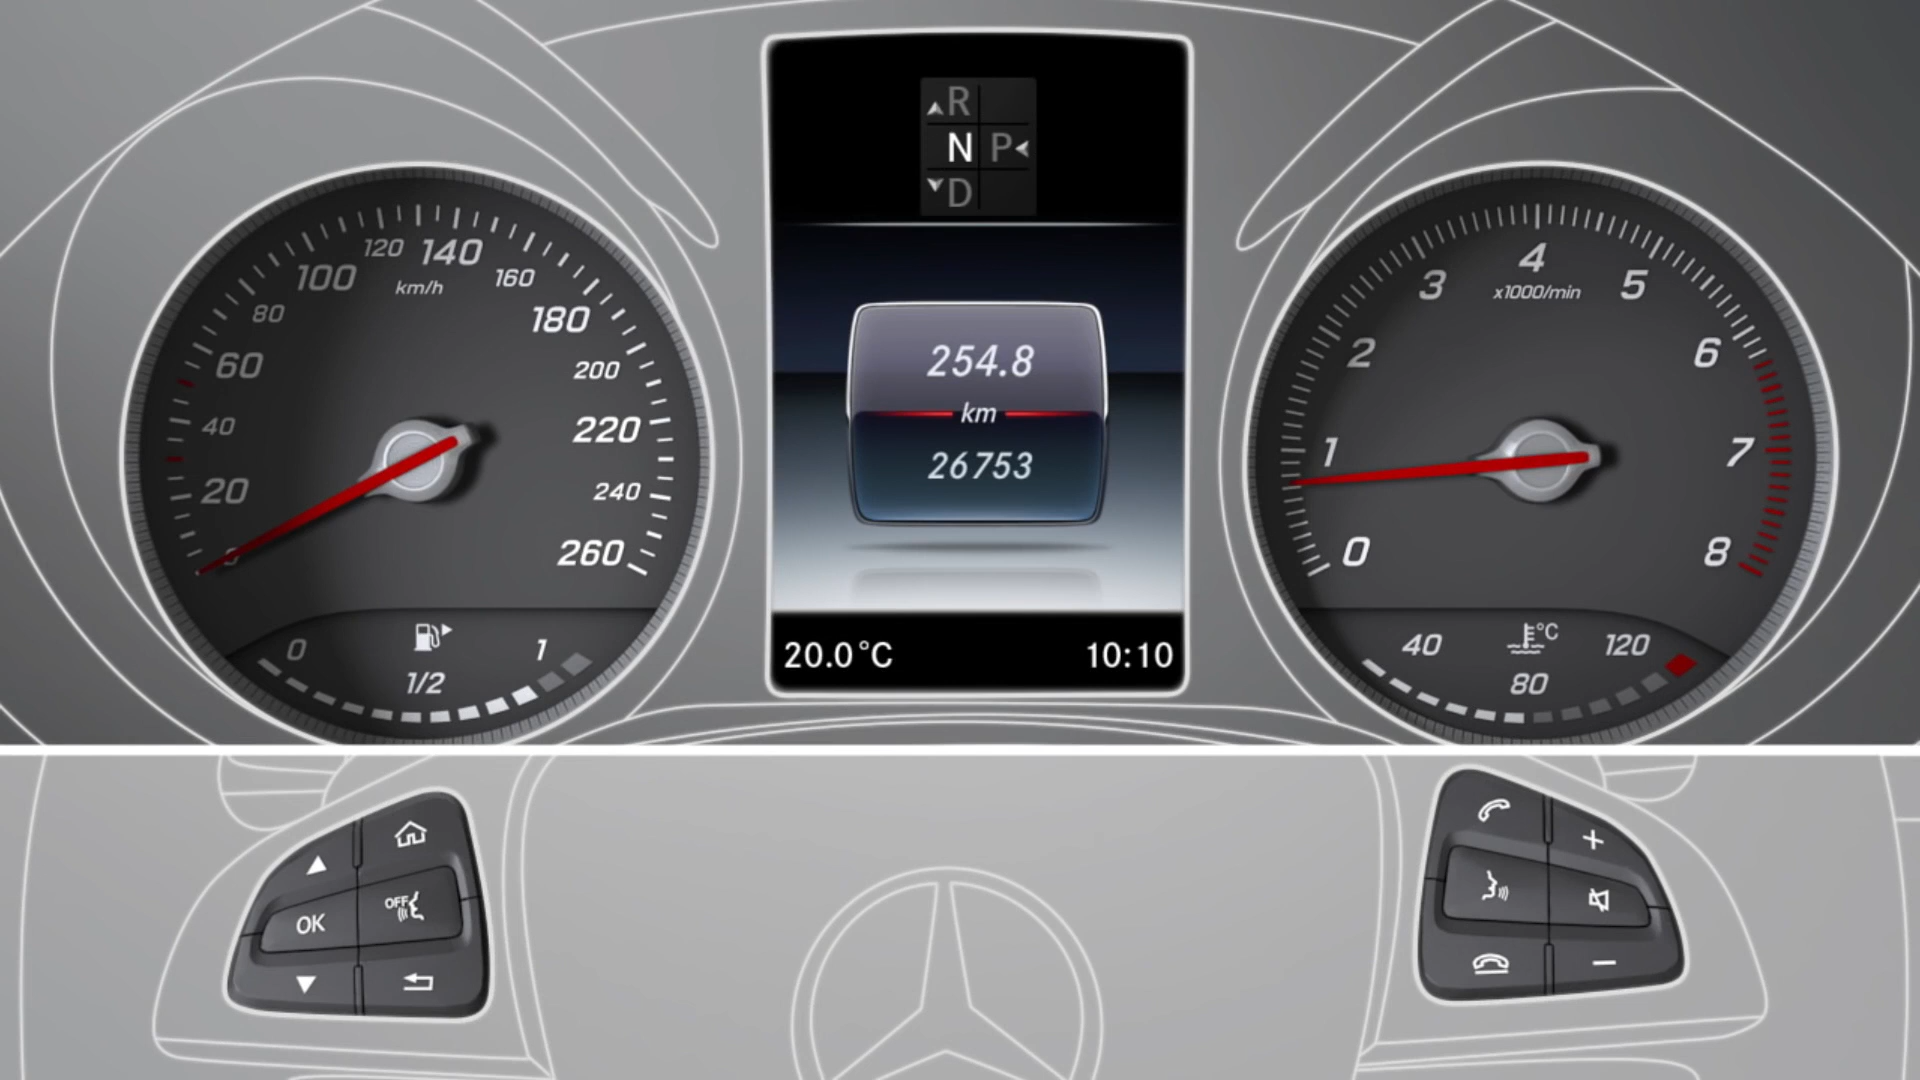 R
N P
D
254.8
km
26753
20.0°C 10:10
0
20
40
60
80
100
120
140
160
180
200
220
240
260
km/h
0 1/2 1
0
1
2
3
4
5
6
7
8
x1000/min
40 80 120
°C
OK
OFF
+
−